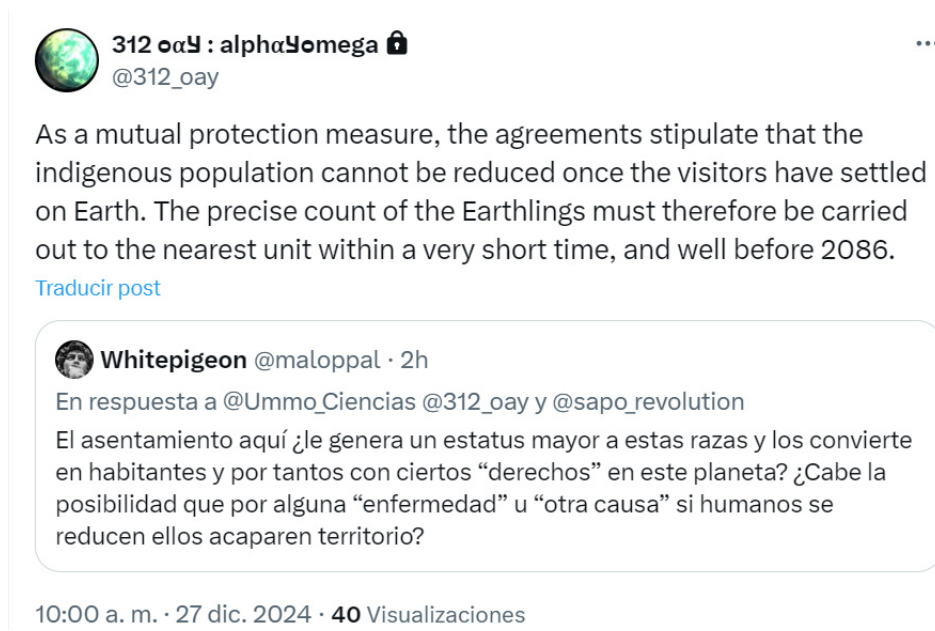 312 oαყ : alphαყomega
@312_oay
As a mutual protection measure, the agreements stipulate that the
indigenous population cannot be reduced once the visitors have settled
on Earth. The precise count of the Earthlings must therefore be carried
out to the nearest unit within a very short time, and well before 2086.
Traducir post
Whitepigeon @maloppal · 2h
En respuesta a @Ummo_Ciencias @312_oay y @sapo_revolution
El asentamiento aquí ¿le genera un estatus mayor a estas razas y los convierte
en habitantes y por tantos con ciertos “derechos” en este planeta? ¿Cabe la
posibilidad que por alguna “enfermedad” u “otra causa” si humanos se
reducen ellos acaparen territorio?
10:00 a. m. · 27 dic. 2024 · 40 Visualizaciones